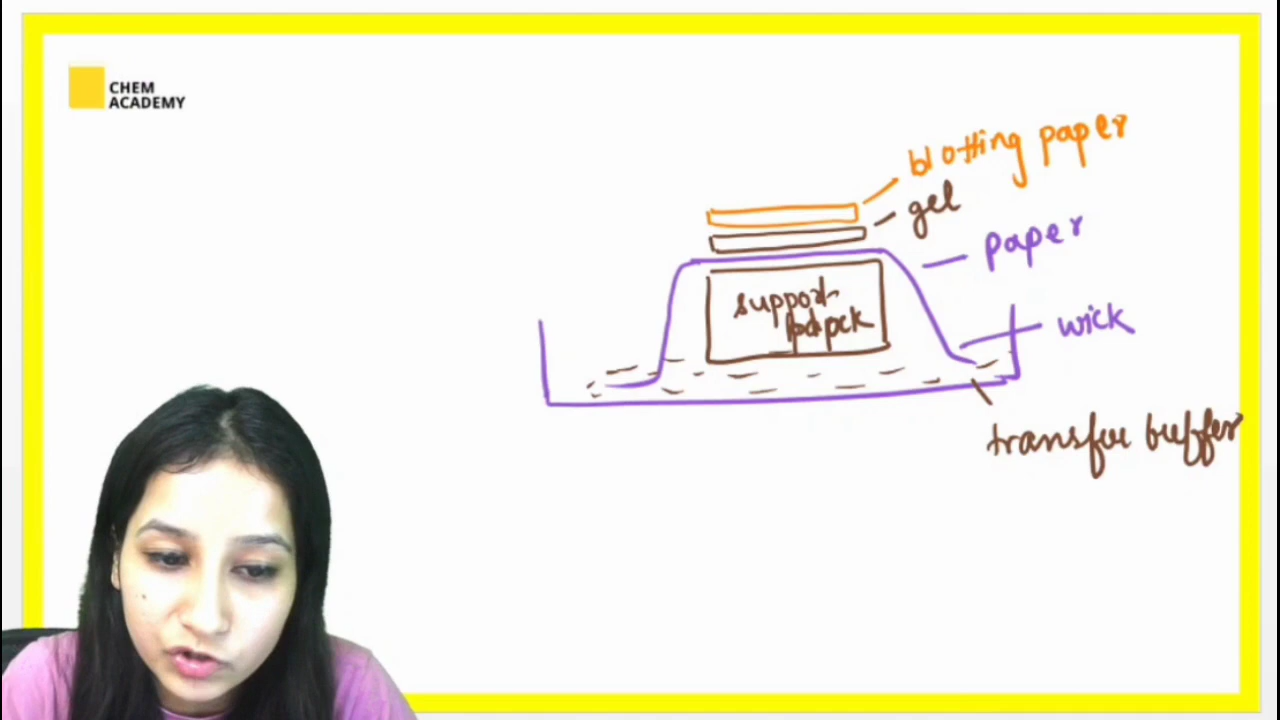 CHEM
ACADEMY
blotting paper
gel
paper
support
wick
transfer buffer